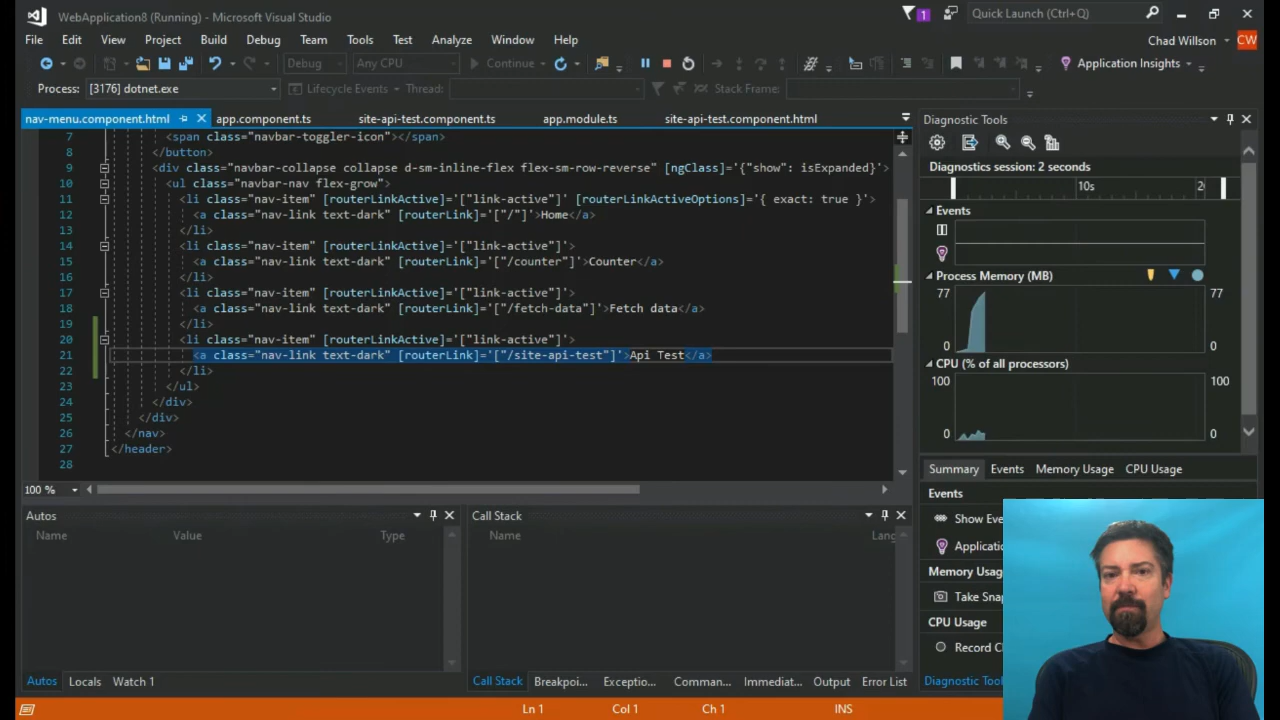 WebApplication8 (Running) - Microsoft Visual Studio
1
Quick Launch (Ctrl+Q)
File Edit View Project Build Debug Team Tools Test Analyze Window Help
Chad Willson CW
Debug Any CPU Continue Application Insights
Process: [3176] dotnet.exe Lifecycle Events Thread: Stack Frame:
nav-menu.component.html app.component.ts site-api-test.component.ts app.module.ts site-api-test.component.html
7 <span class="navbar-toggler-icon"></span>
8 </button>
9 <div class="navbar-collapse collapse d-sm-inline-flex flex-sm-row-reverse" [ngClass]='{"show": isExpanded}'>
10 <ul class="navbar-nav flex-grow">
11 <li class="nav-item" [routerLinkActive]='["link-active"]' [routerLinkActiveOptions]='{ exact: true }'>
12 <a class="nav-link text-dark" [routerLink]='["/"]'>Home</a>
13 </li>
14 <li class="nav-item" [routerLinkActive]='["link-active"]'>
15 <a class="nav-link text-dark" [routerLink]='["/counter"]'>Counter</a>
16 </li>
17 <li class="nav-item" [routerLinkActive]='["link-active"]'>
18 <a class="nav-link text-dark" [routerLink]='["/fetch-data"]'>Fetch data</a>
19 </li>
20 <li class="nav-item" [routerLinkActive]='["link-active"]'>
21 <a class="nav-link text-dark" [routerLink]='["/site-api-test"]'>Api Test</a>
22 </li>
23 </ul>
24 </div>
25 </div>
26 </nav>
27 </header>
28
100 %
Diagnostic Tools
Diagnostics session: 2 seconds
10s 2
Events
Process Memory (MB)
77 77
0 0
CPU (% of all processors)
100 100
0 0
Summary Events Memory Usage CPU Usage
Events
Show Eve
Applicatio
Memory Usag
Take Snap
CPU Usage
Record C
Diagnostic Tool
Autos
Name Value Type
Autos Locals Watch 1
Call Stack
Name Lang
Call Stack Breakpoi... Exceptio... Comman... Immediat... Output Error List
Ln 1 Col 1 Ch 1 INS